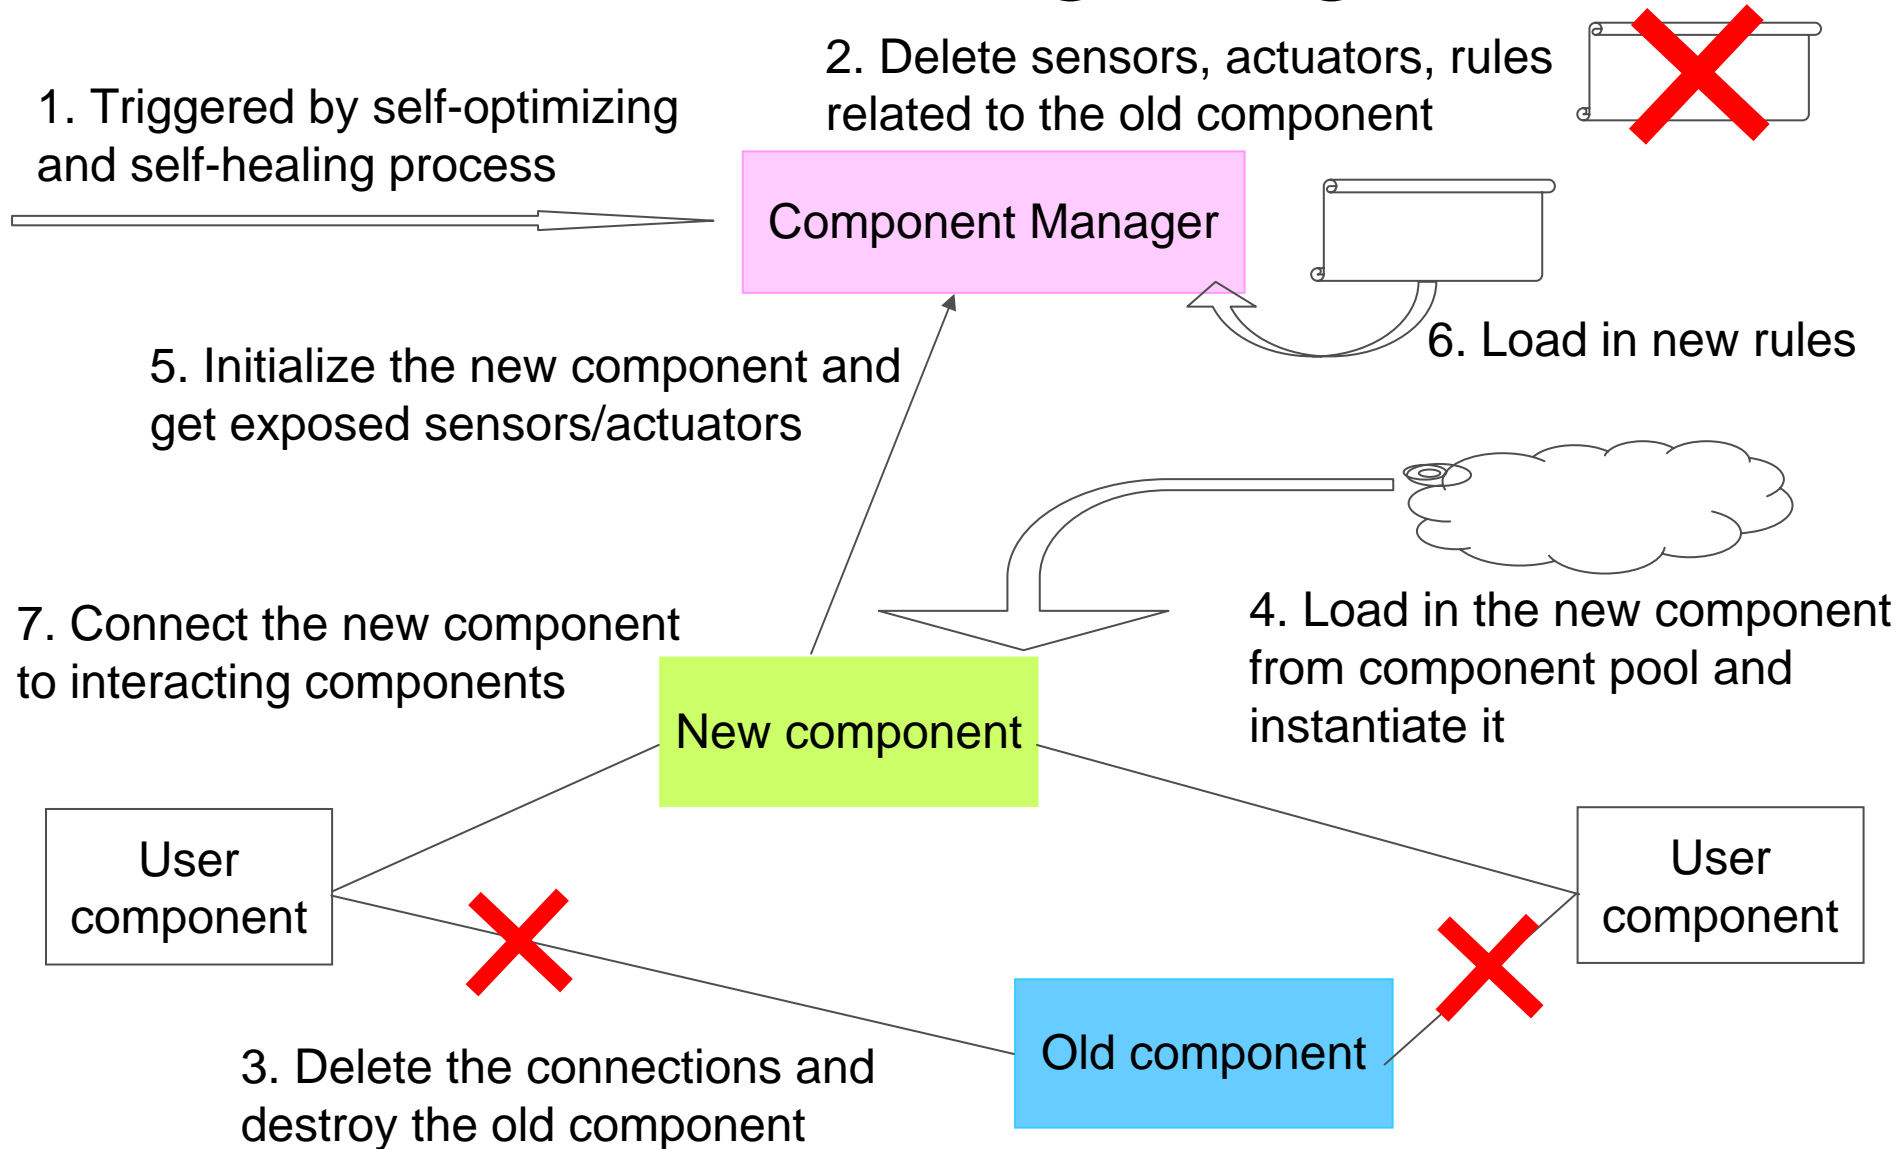 1. Triggered by self-optimizing
and self-healing process
2. Delete sensors, actuators, rules
related to the old component
Component Manager
6. Load in new rules
5. Initialize the new component and
get exposed sensors/actuators
4. Load in the new component
from component pool and
instantiate it
7. Connect the new component
to interacting components
New component
User
component
User
component
Old component
3. Delete the connections and
destroy the old component